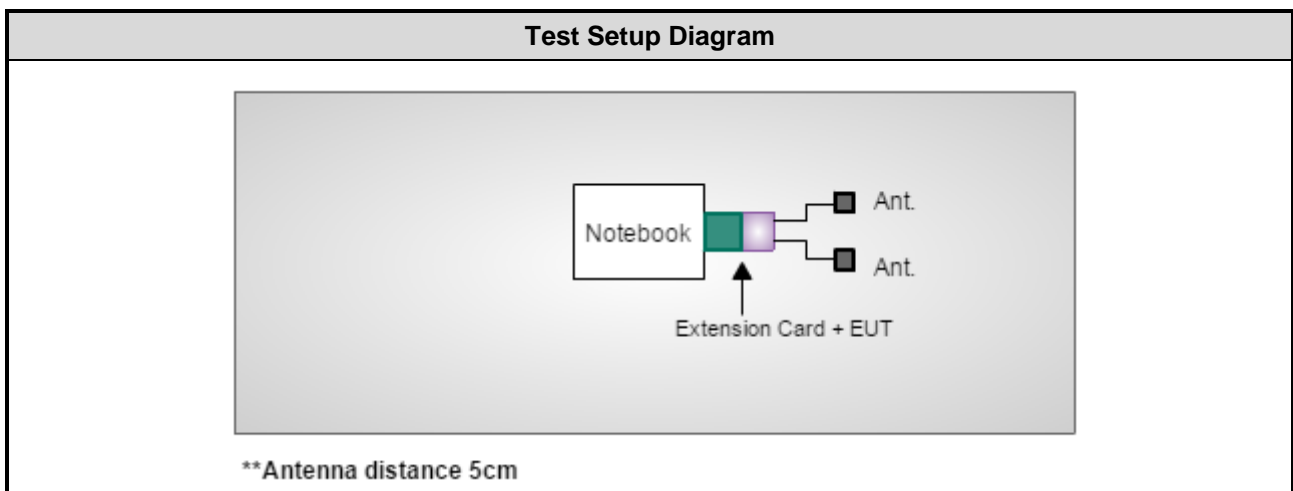 Test Setup Diagram
Ant.
Notebook
Ant.
Extension Card + EUT
**Antenna distance 5cm